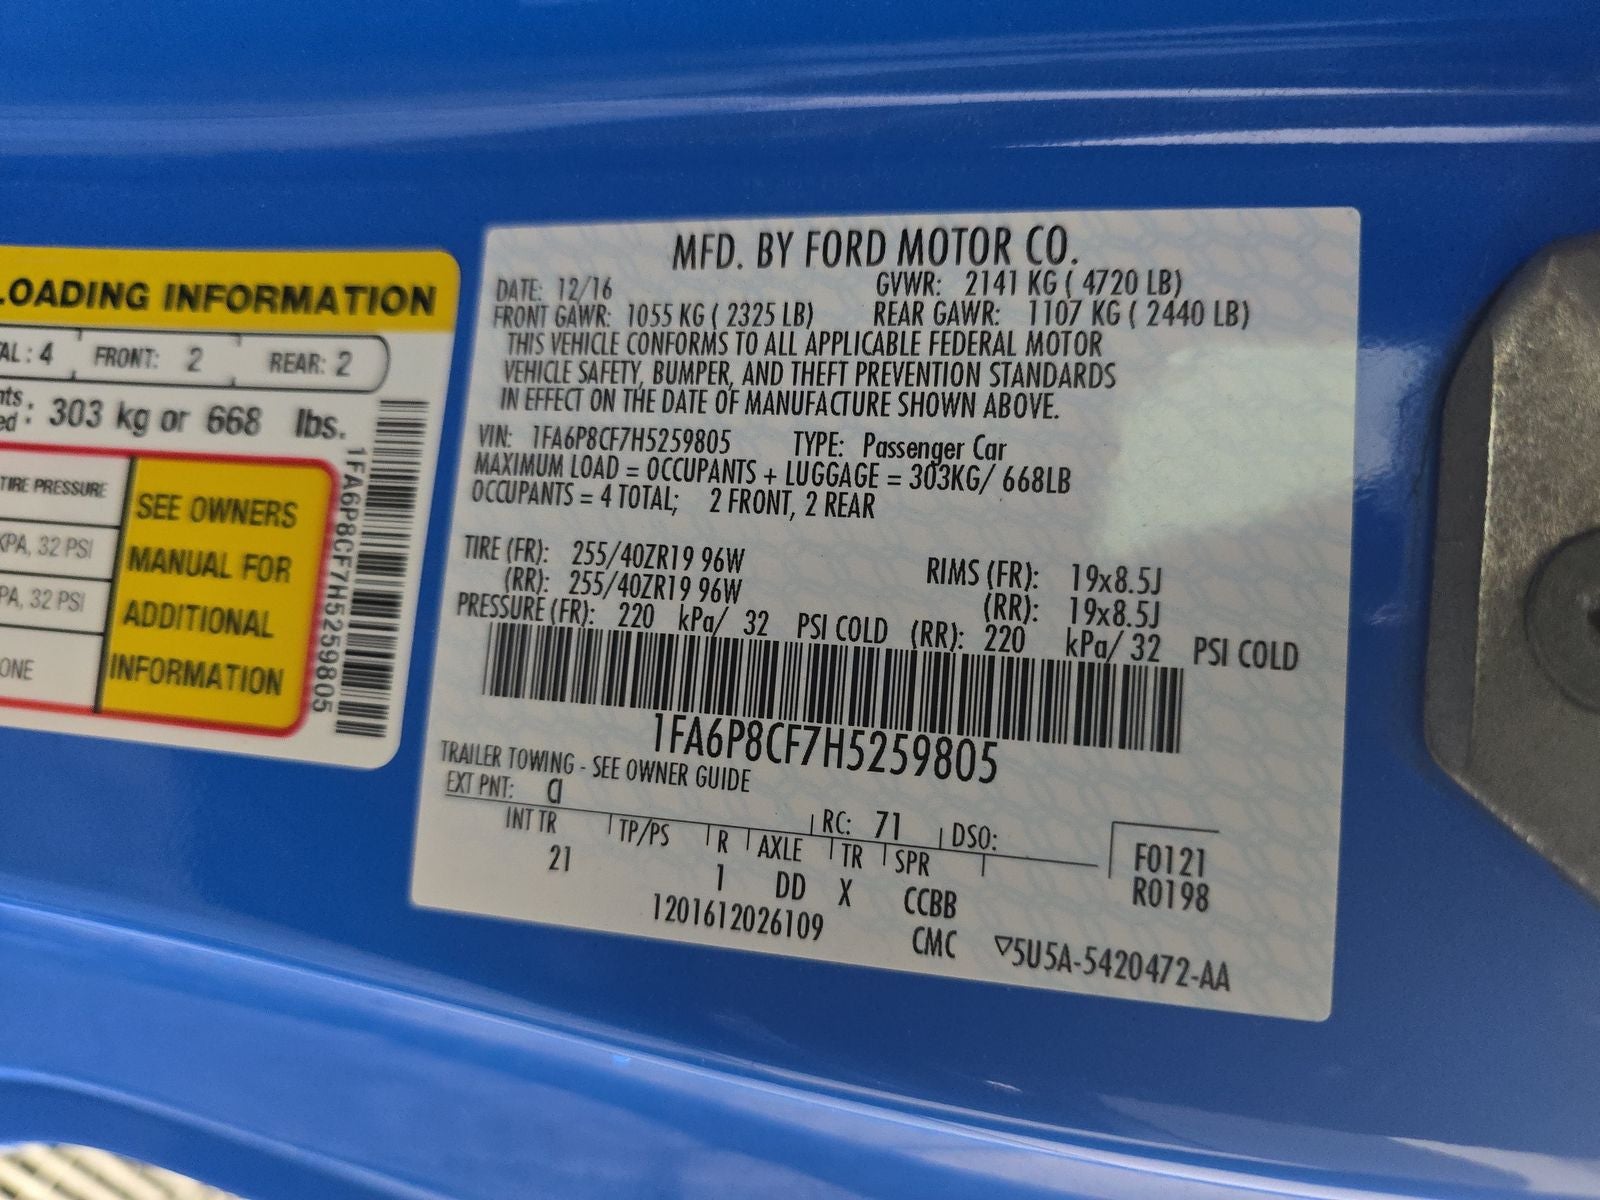 LOADING INFORMATION
AL: 4 FRONT: 2 REAR: 2
nts
ed: 303 kg or 668 lbs.
TIRE PRESSURE
KPA, 32 PSI
PA, 32 PSI
ONE
SEE OWNERS
MANUAL FOR
ADDITIONAL
INFORMATION
1FA6P8CF7H5259805
MFD. BY FORD MOTOR CO.
DATE: 12/16 GVWR: 2141 KG ( 4720 LB)
FRONT GAWR: 1055 KG ( 2325 LB) REAR GAWR: 1107 KG ( 2440 LB)
THIS VEHICLE CONFORMS TO ALL APPLICABLE FEDERAL MOTOR
VEHICLE SAFETY, BUMPER, AND THEFT PREVENTION STANDARDS
IN EFFECT ON THE DATE OF MANUFACTURE SHOWN ABOVE.
VIN: 1FA6P8CF7H5259805 TYPE: Passenger Car
MAXIMUM LOAD = OCCUPANTS + LUGGAGE = 303KG/ 668LB
OCCUPANTS = 4 TOTAL; 2 FRONT, 2 REAR
TIRE (FR): 255/40ZR19 96W RIMS (FR): 19x8.5J
(RR): 255/40ZR19 96W (RR): 19x8.5J
PRESSURE (FR): 220 kPa/ 32 PSI COLD (RR): 220 kPa/ 32 PSI COLD
1FA6P8CF7H5259805
TRAILER TOWING - SEE OWNER GUIDE
EXT PNT: CI RC: 71 DSO:
INT TR TP/PS R AXLE TR SPR F0121
21 1 DD X CCBB R0198
1201612026109 CMC ▽5U5A-5420472-AA